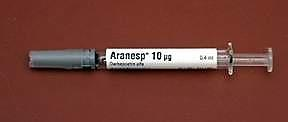 Aranesp® 10 µg
0,4 ml
Darbepoetin alfa